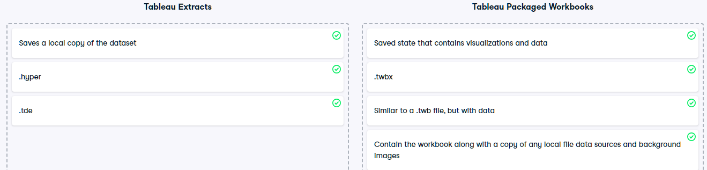 Tableau Extracts
Saves a local copy of the dataset
.hyper
.tde
Tableau Packaged Workbooks
Saved state that contains visualizations and data
.twbx
Similar to a .twb file, but with data
Contain the workbook along with a copy of any local file data sources and background
images